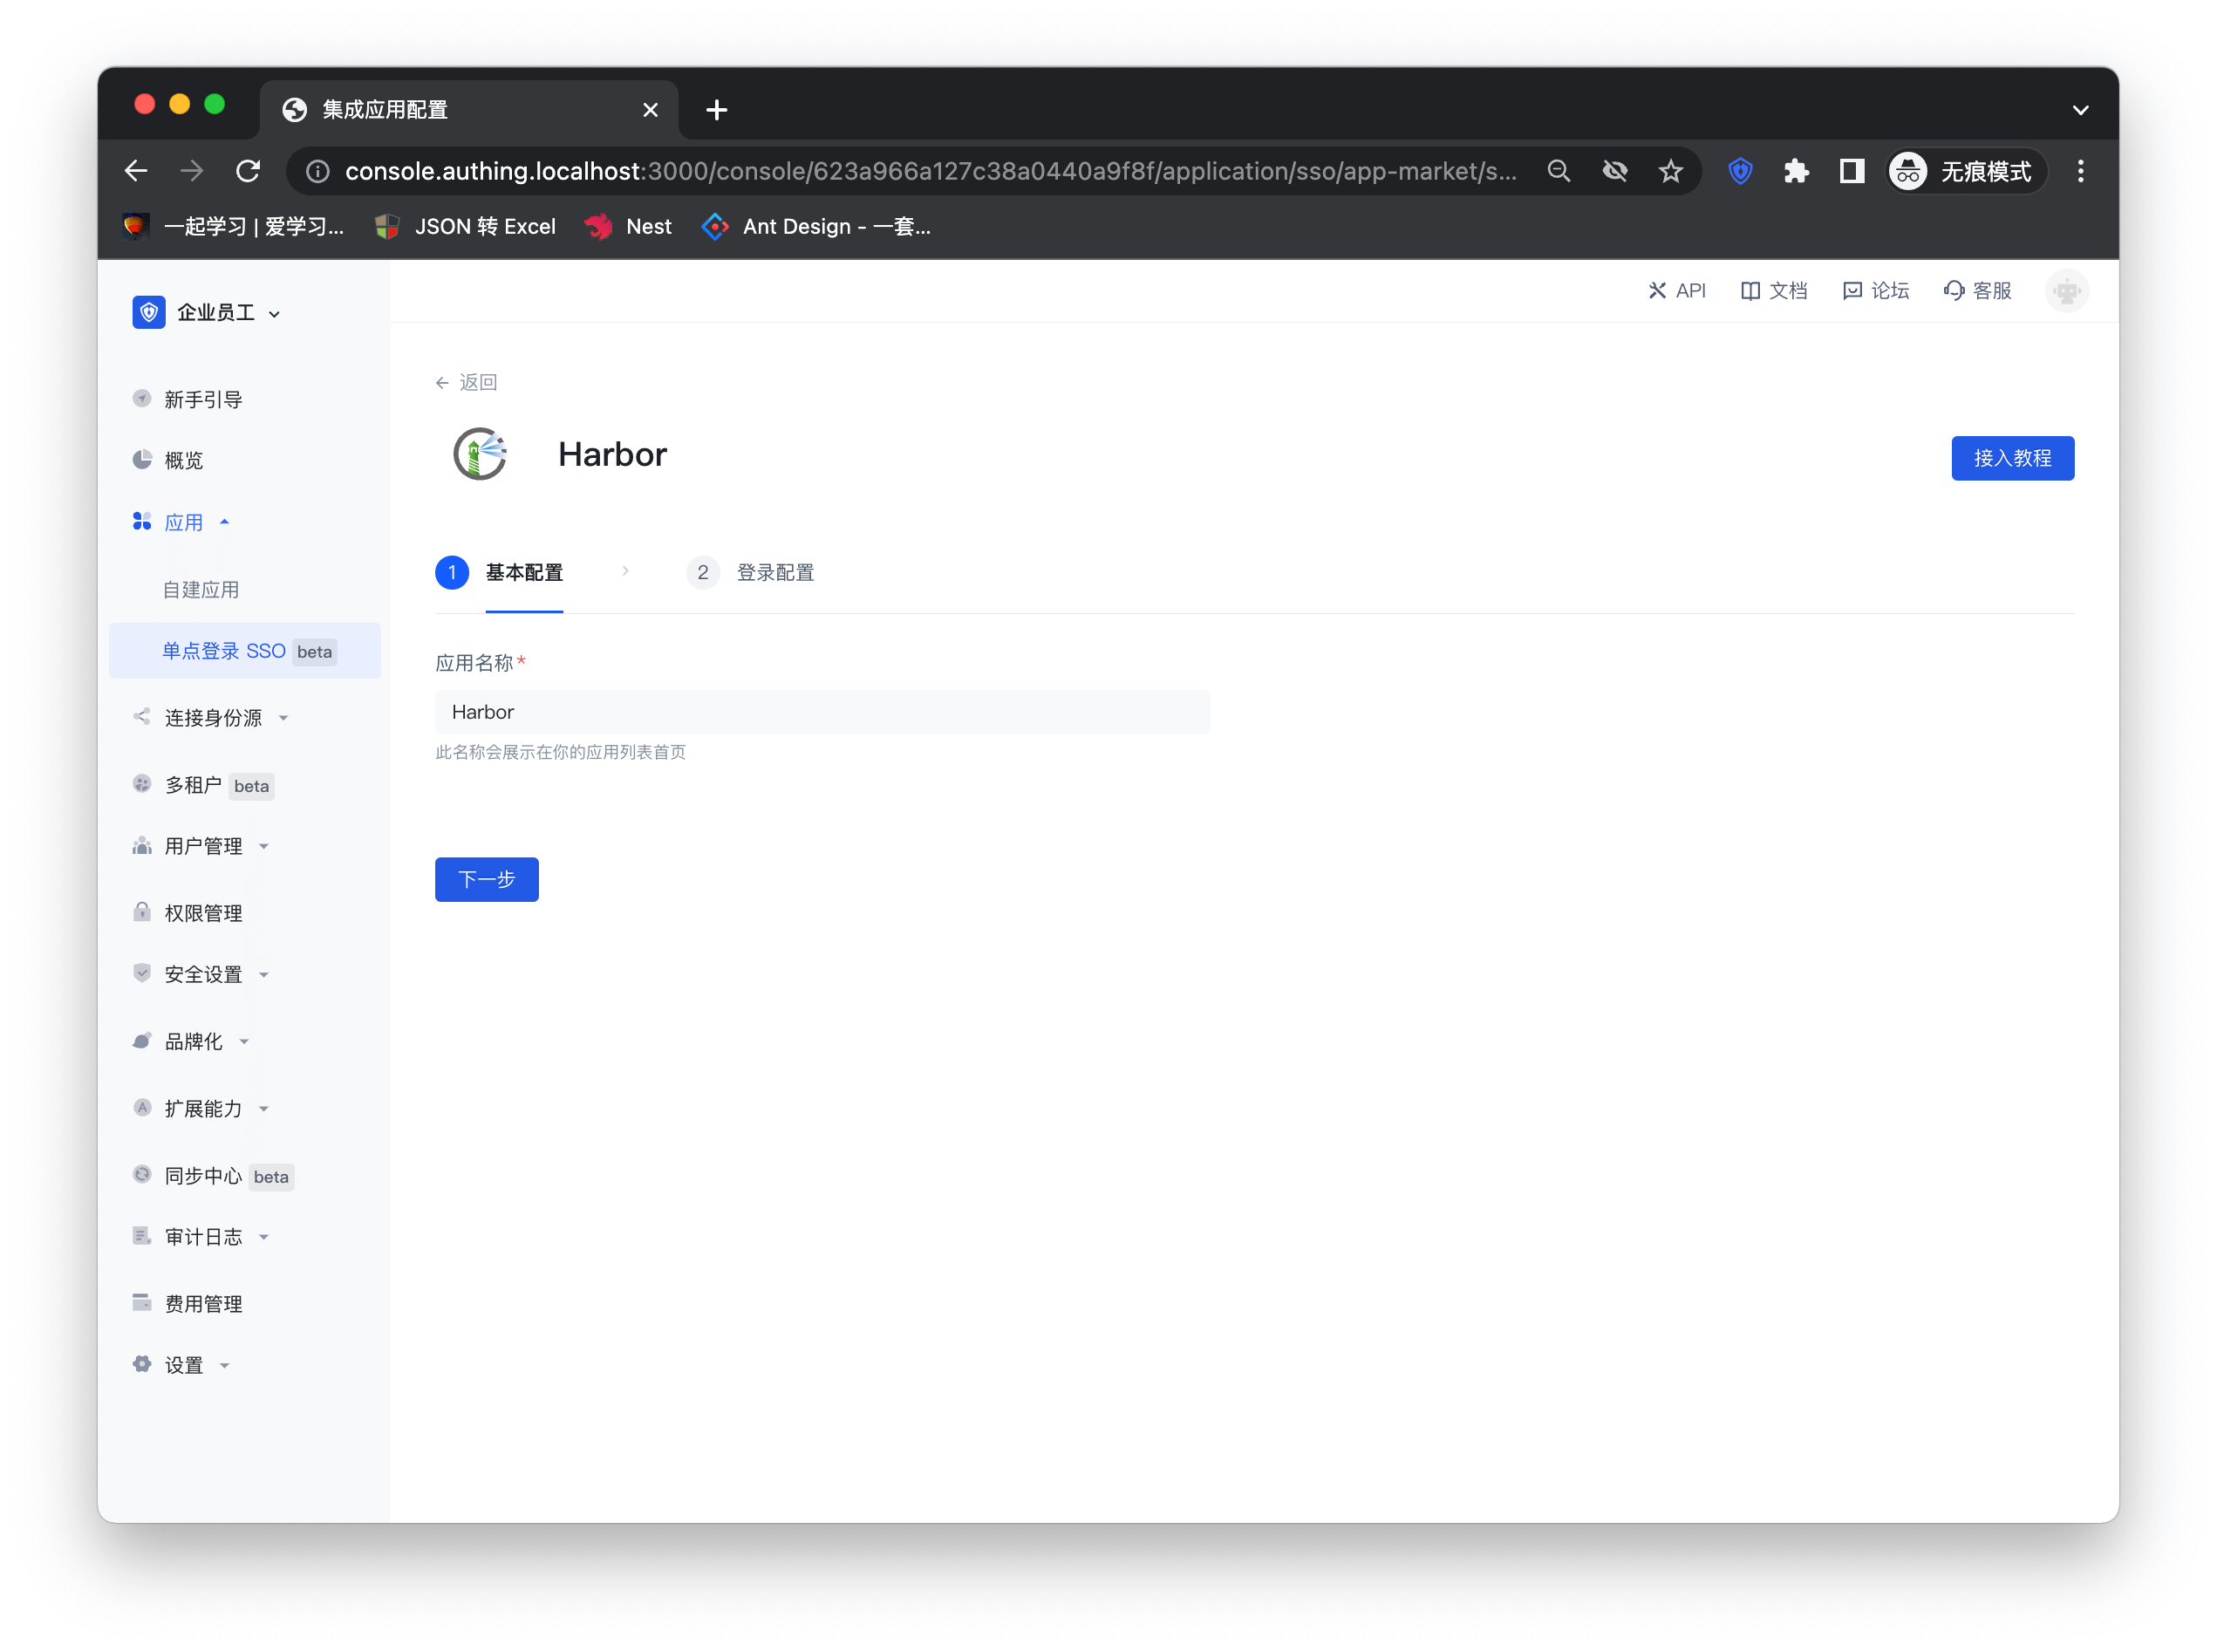 集成应用配置
console.authing.localhost:3000/console/623a966a127c38a0440a9f8f/application/sso/app-market/s...
无痕模式
一起学习 | 爱学习...
JSON 转 Excel
Nest
Ant Design - 一套...
企业员工
API
文档
论坛
客服
新手引导
概览
应用
自建应用
单点登录 SSO beta
连接身份源
多租户 beta
用户管理
权限管理
安全设置
品牌化
扩展能力
同步中心 beta
审计日志
费用管理
设置
返回
Harbor
接入教程
1 基本配置
2 登录配置
应用名称*
Harbor
此名称会展示在你的应用列表首页
下一步